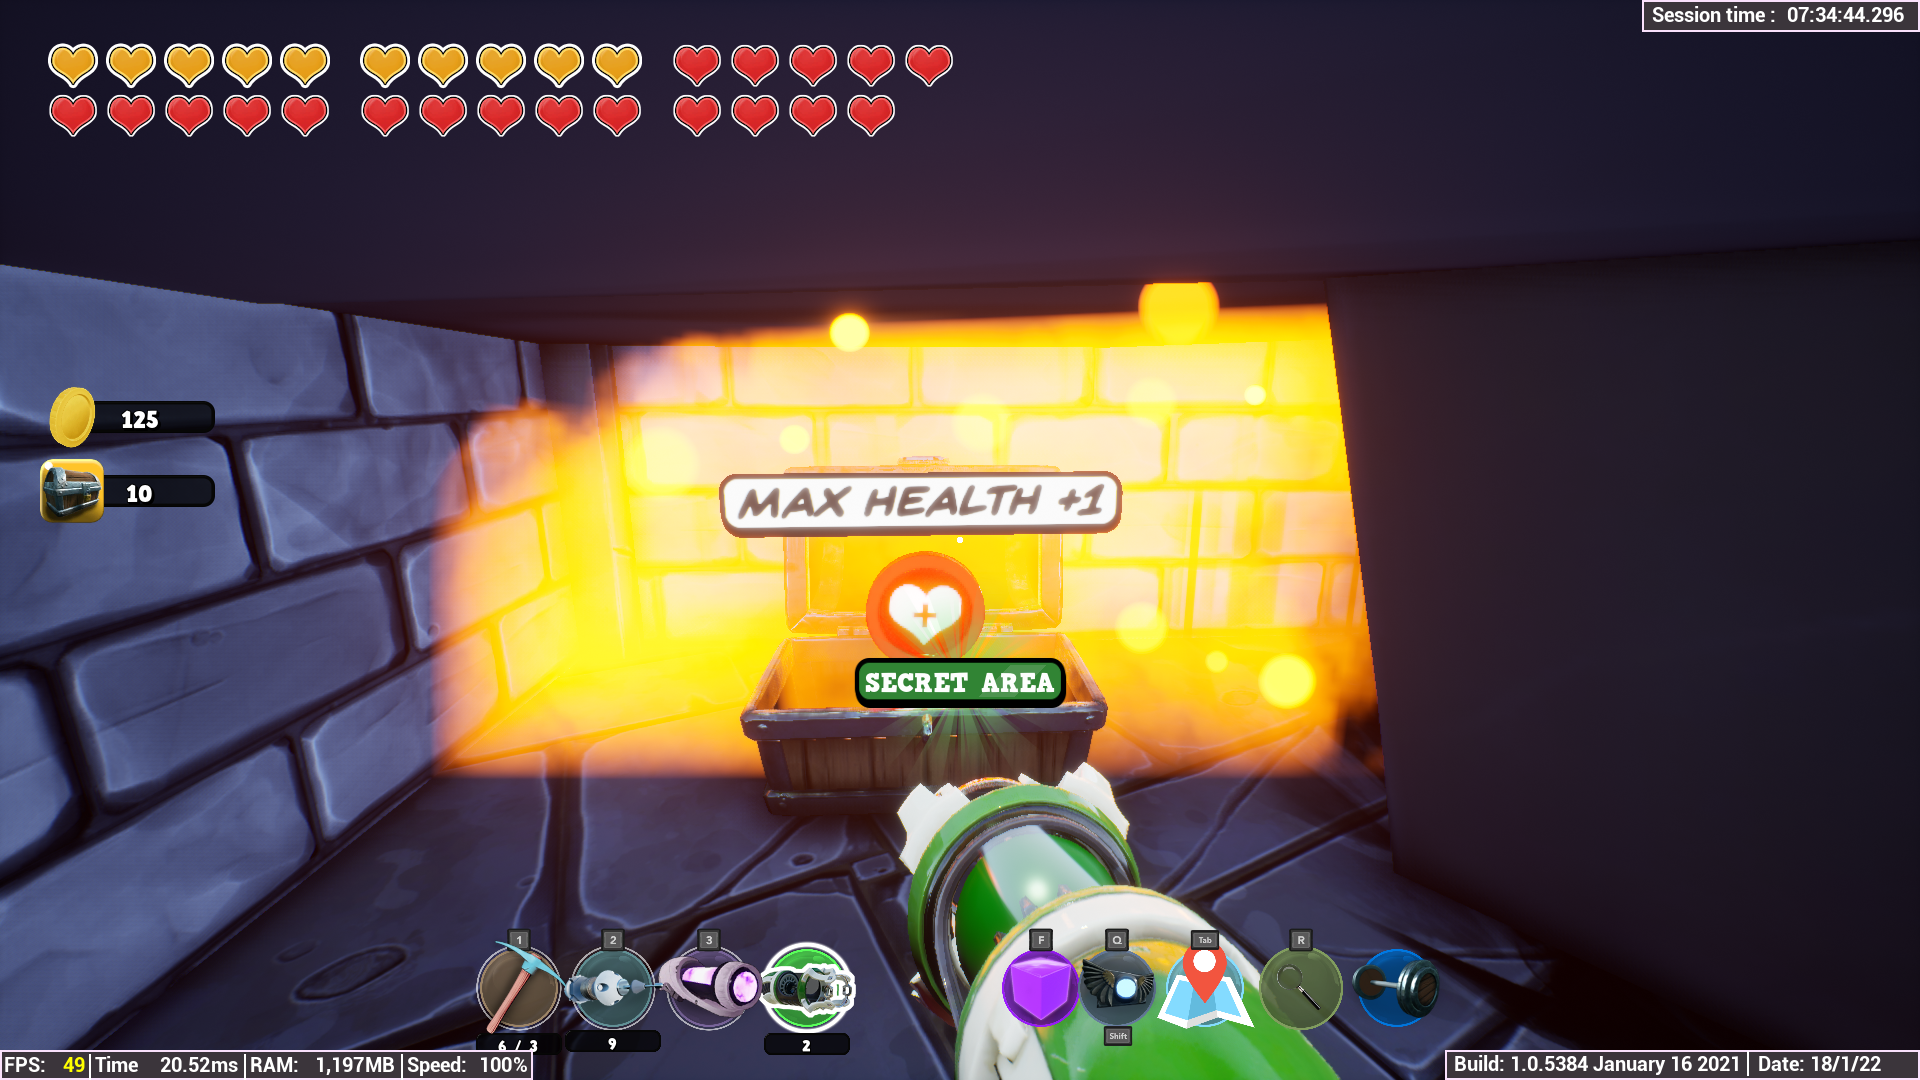 Session time : 07:34:44.296
125
10
MAX HEALTH +1
SECRET AREA
1
2
3
F
Q
Tab
R
Shift
6 / 3
9
2
FPS: 49 Time 20.52ms RAM: 1,197MB Speed: 100%
Build: 1.0.5384 January 16 2021 Date: 18/1/22